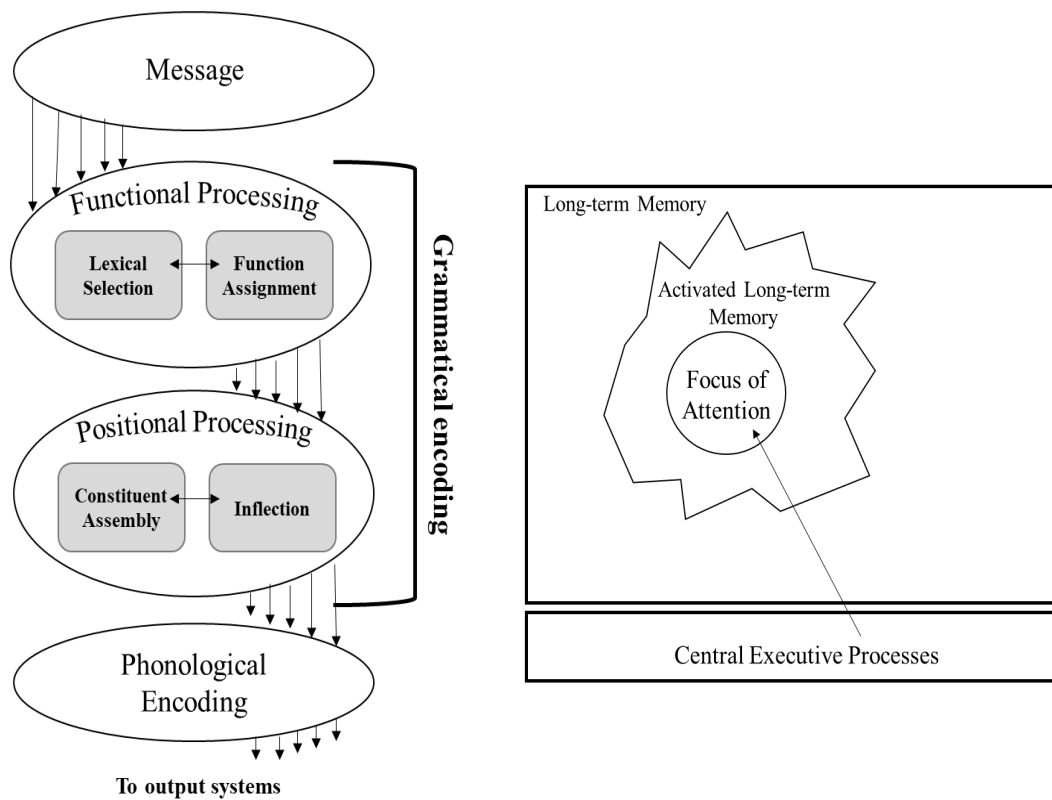 Message
Functional Processing
Lexical
Selection
Function
Assignment
Positional Processing
Constituent
Assembly
Inflection
Grammatical encoding
Phonological
Encoding
To output systems
Long-term Memory
Activated Long-term
Memory
Focus of
Attention
Central Executive Processes